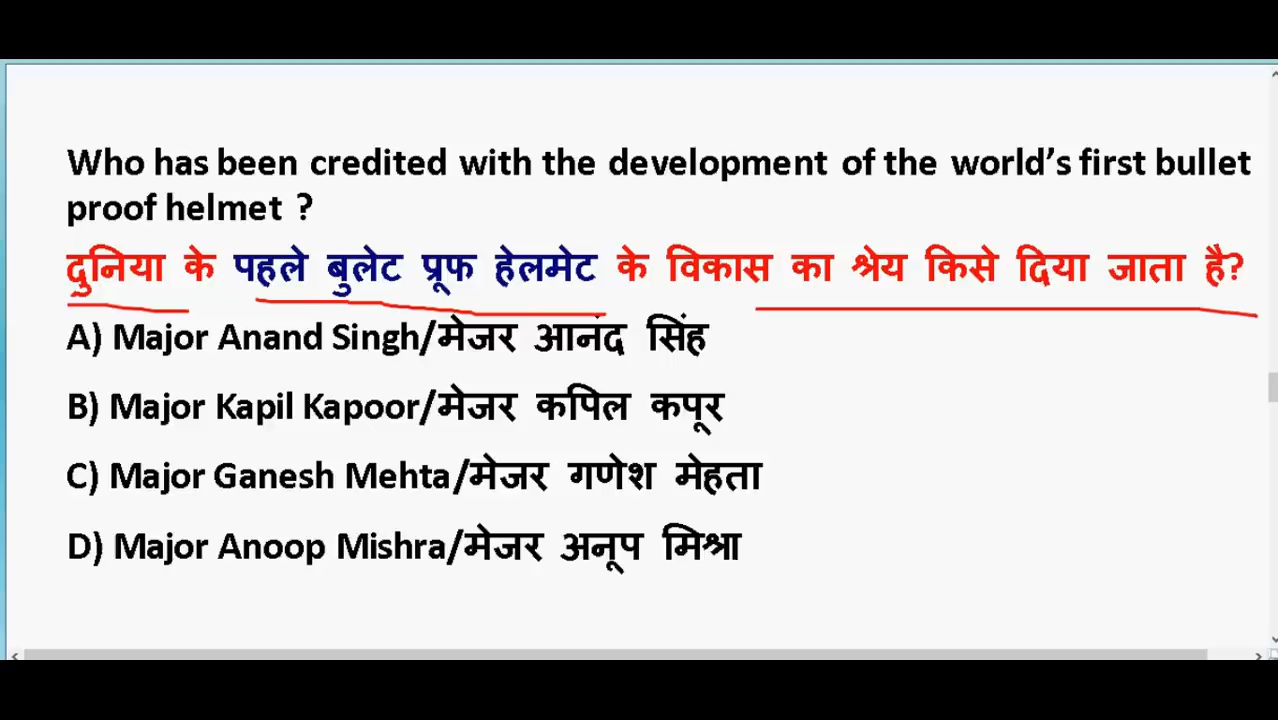 Who has been credited with the development of the world's first bullet
proof helmet ?
दुनिया के पहले बुलेट प्रूफ हेलमेट के विकास का श्रेय किसे दिया जाता है?
A) Major Anand Singh/मेजर आनंद सिंह
B) Major Kapil Kapoor/मेजर कपिल कपूर
C) Major Ganesh Mehta/मेजर गणेश मेहता
D) Major Anoop Mishra/मेजर अनूप मिश्रा